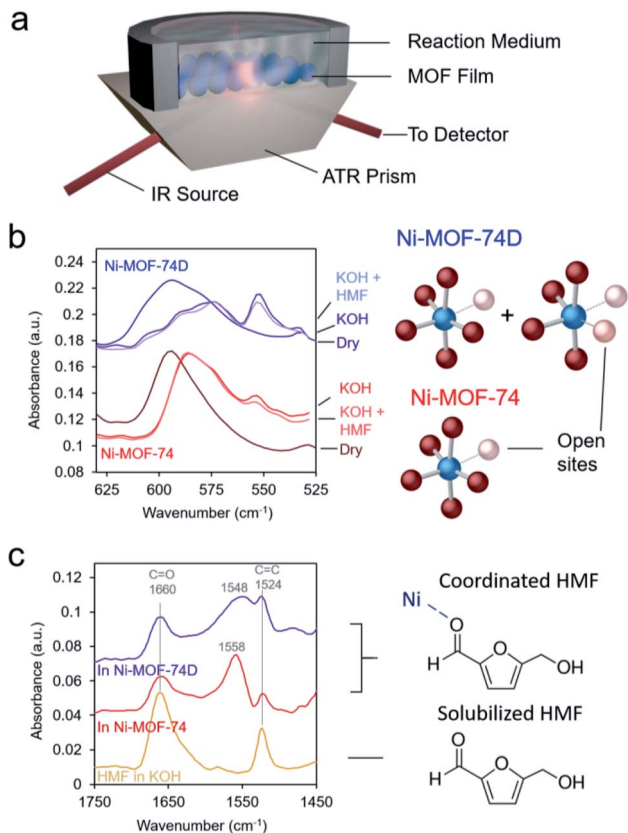 a
Reaction Medium
MOF Film
To Detector
ATR Prism
IR Source
b
Absorbance (a.u.)
0.24
0.22
0.2
0.18
0.16
0.14
0.12
0.1
0.08
Ni-MOF-74D
KOH +
HMF
KOH
Dry
KOH
KOH +
HMF
Dry
Ni-MOF-74
625 600 575 550 525
Wavenumber (cm-1)
Ni-MOF-74D
+
Ni-MOF-74
Open
sites
c
Absorbance (a.u.)
0.12
0.1
0.08
0.06
0.04
0.02
0
C=O
1660
1548
C=C
1524
1558
In Ni-MOF-74D
In Ni-MOF-74
HMF in KOH
1750 1650 1550 1450
Wavenumber (cm-1)
Coordinated HMF
Ni
O
H
O
OH
Solubilized HMF
O
H
O
OH